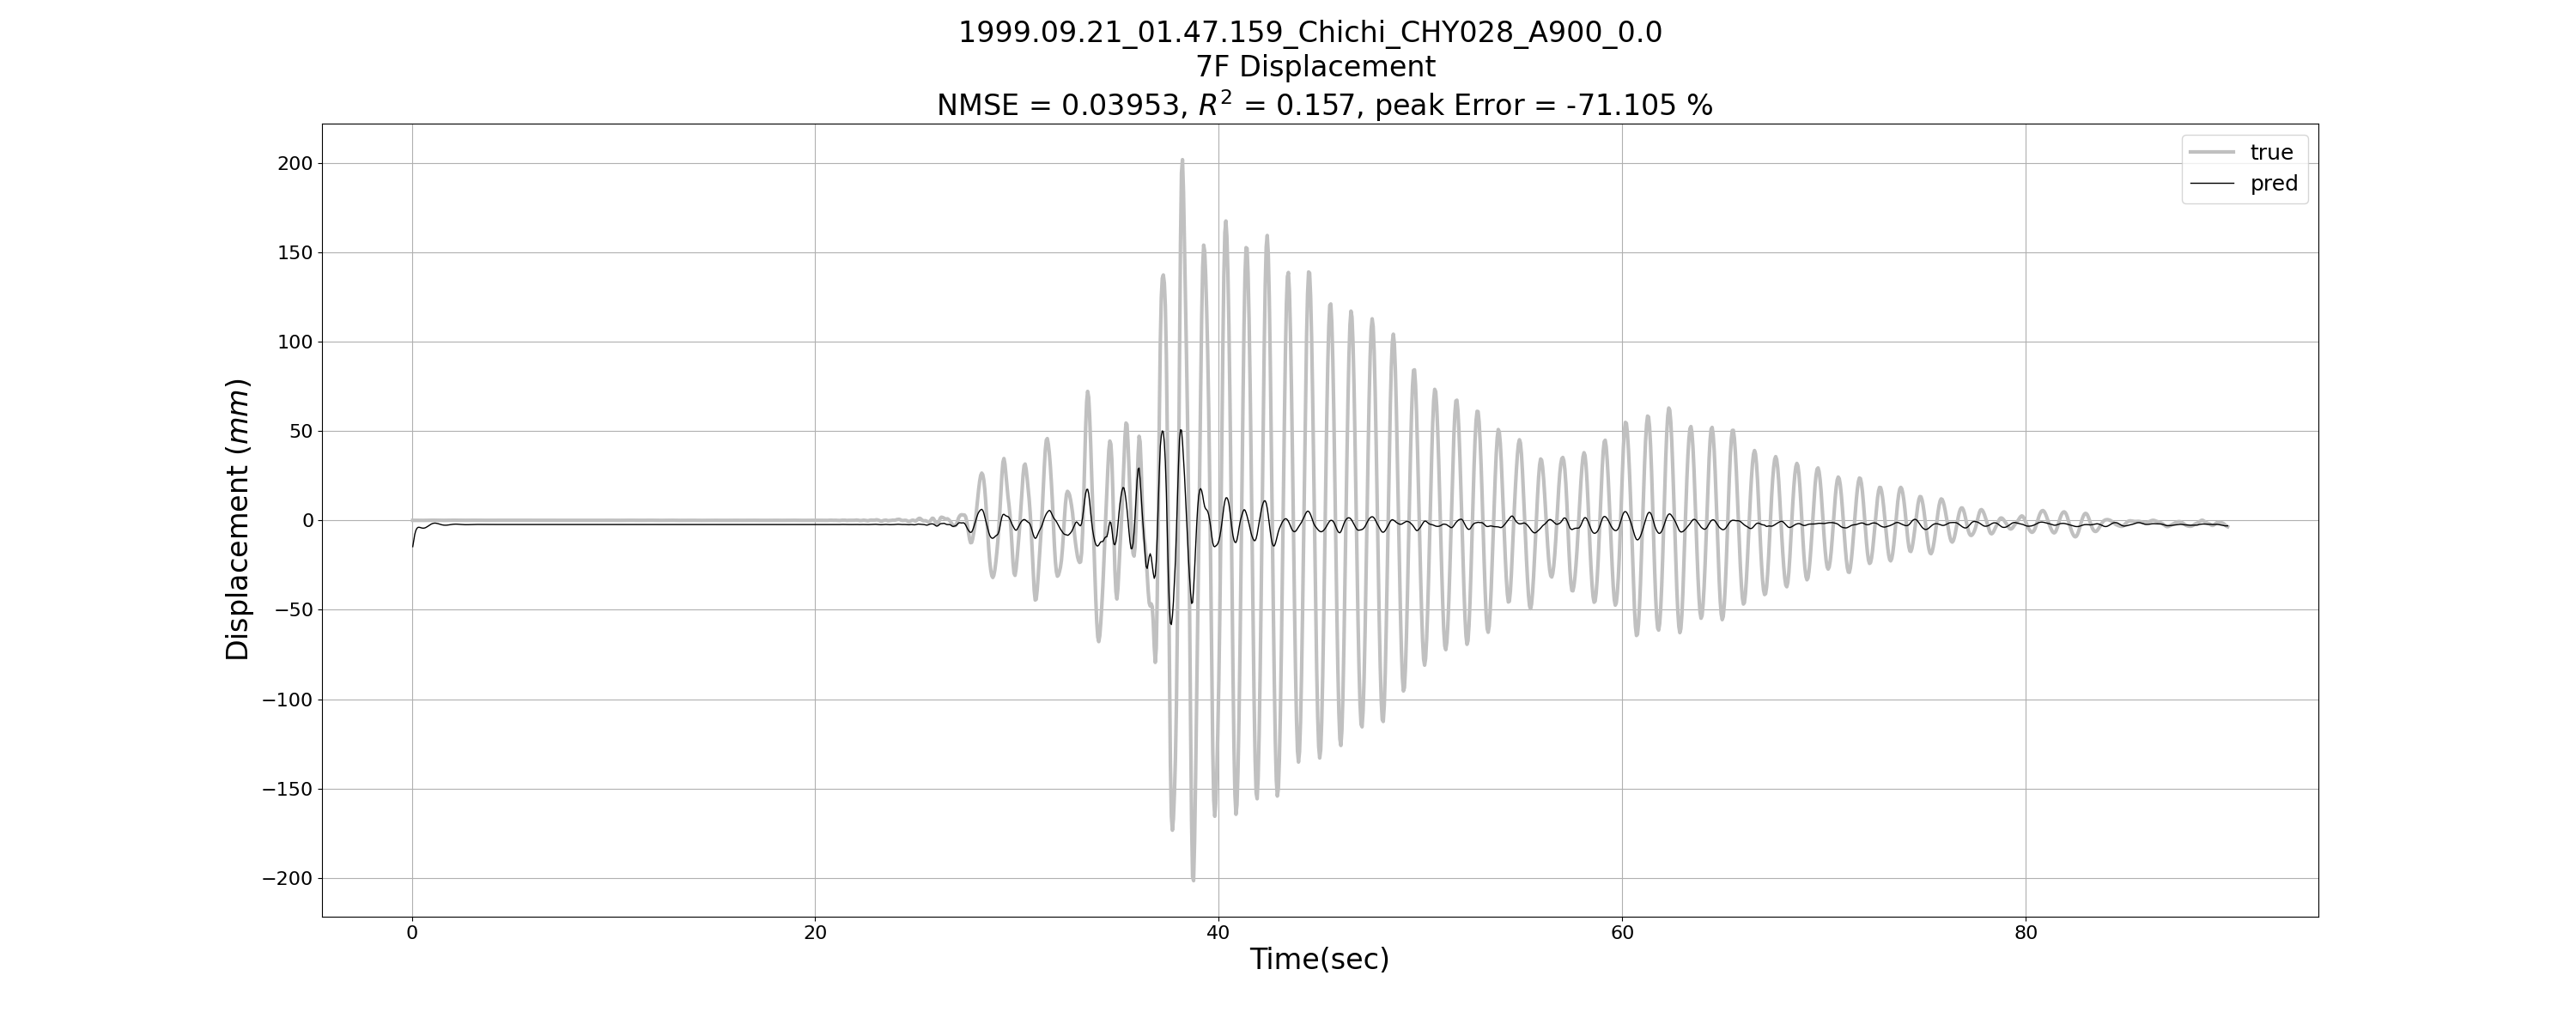 1999.09.21_01.47.159_Chichi_CHY028_A900_0.0
7F Displacement
NMSE = 0.03953, R² = 0.157, peak Error = -71.105 %
true
pred
Displacement (mm)
200
150
100
50
0
−50
−100
−150
−200
0 20 40 60 80
Time(sec)